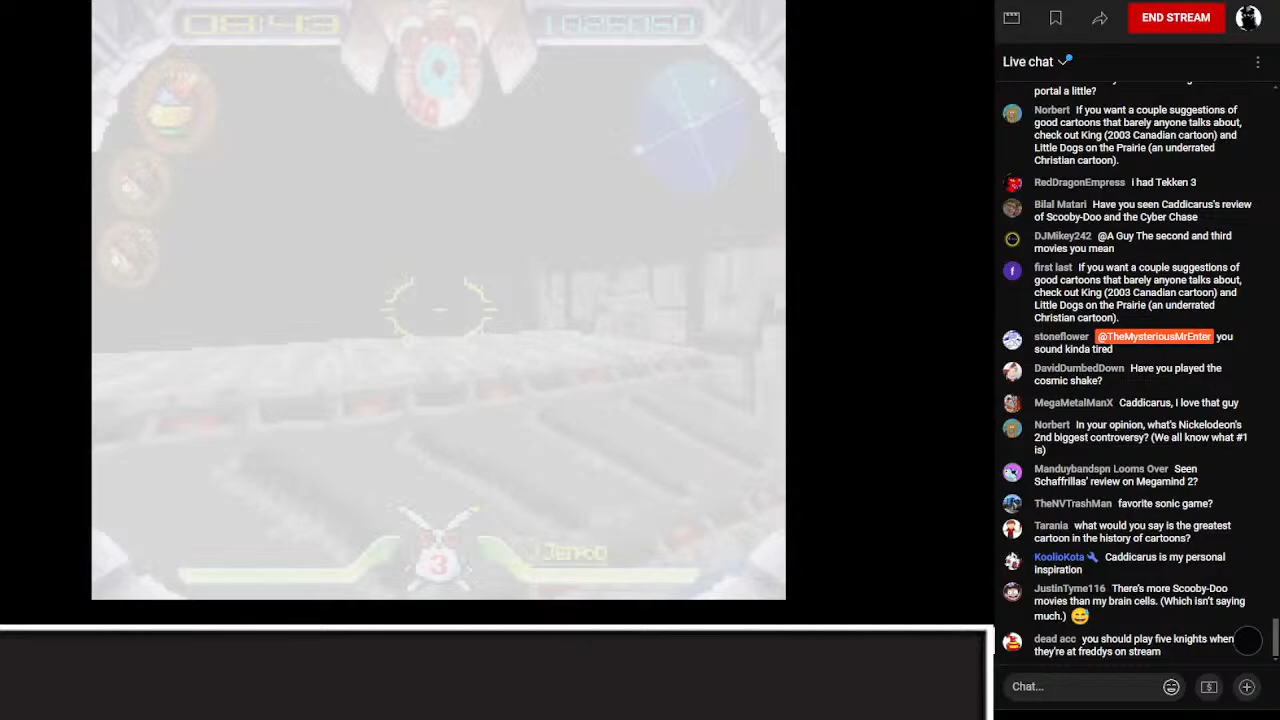 08:43
1026060
END STREAM
Live chat
portal a little?
Norbert If you want a couple suggestions of
good cartoons that barely anyone talks about,
check out King (2003 Canadian cartoon) and
Little Dogs on the Prairie (an underrated
Christian cartoon).
RedDragonEmpress i had Tekken 3
Bilal Matari Have you seen Caddicarus's review
of Scooby-Doo and the Cyber Chase
DJMikey242 @A Guy The second and third
movies you mean
f
first last If you want a couple suggestions of
good cartoons that barely anyone talks about,
check out King (2003 Canadian cartoon) and
Little Dogs on the Prairie (an underrated
Christian cartoon).
stoneflower @TheMysteriousMrEnter you
sound kinda tired
DavidDumbedDown Have you played the
cosmic shake?
MegaMetalManX Caddicarus, I love that guy
Norbert In your opinion, what's Nickelodeon's
2nd biggest controversy? (We all know what #1
is)
Manduybandspn Looms Over Seen
Schaffrillas' review on Megamind 2?
TheNVTrashMan favorite sonic game?
Tarania what would you say is the greatest
cartoon in the history of cartoons?
KoolioKota Caddicarus is my personal
inspiration
JustinTyme116 There's more Scooby-Doo
movies than my brain cells. (Which isn't saying
much.) 😅
dead acc you should play five knights when
they're at freddys on stream
3
Chat...